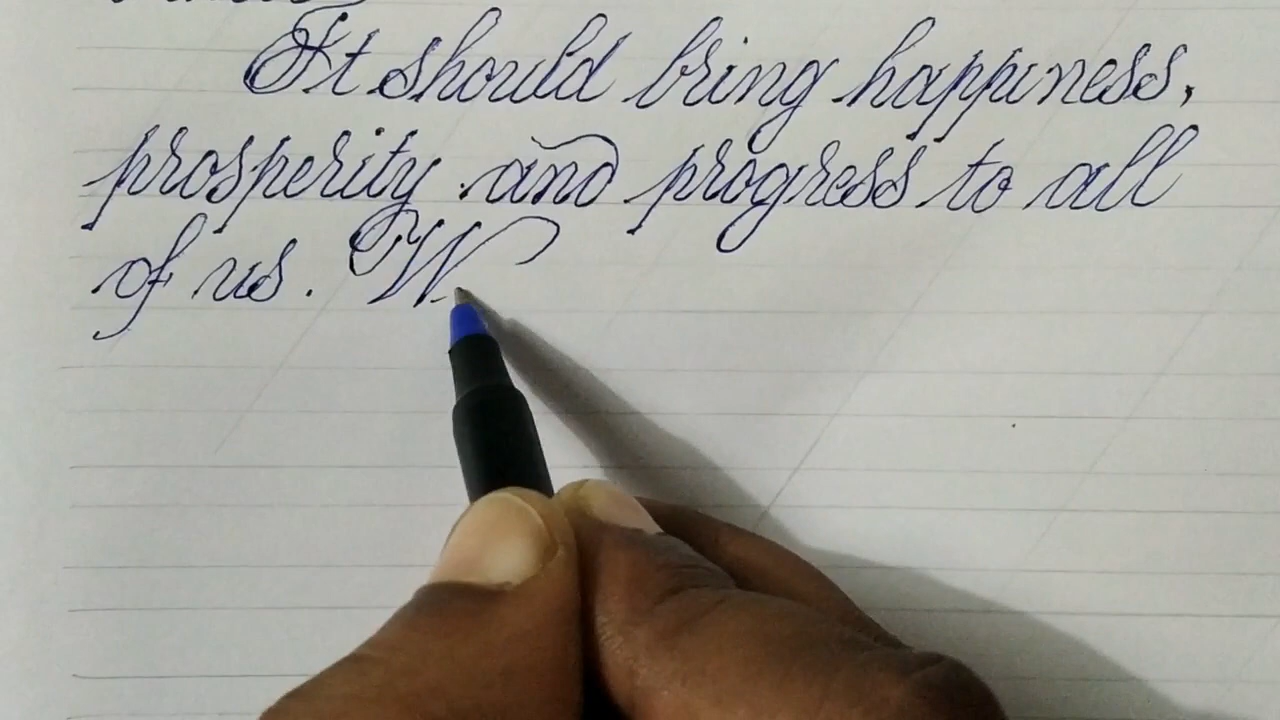 It should bring happiness,
prosperity and progress to all
of us. W